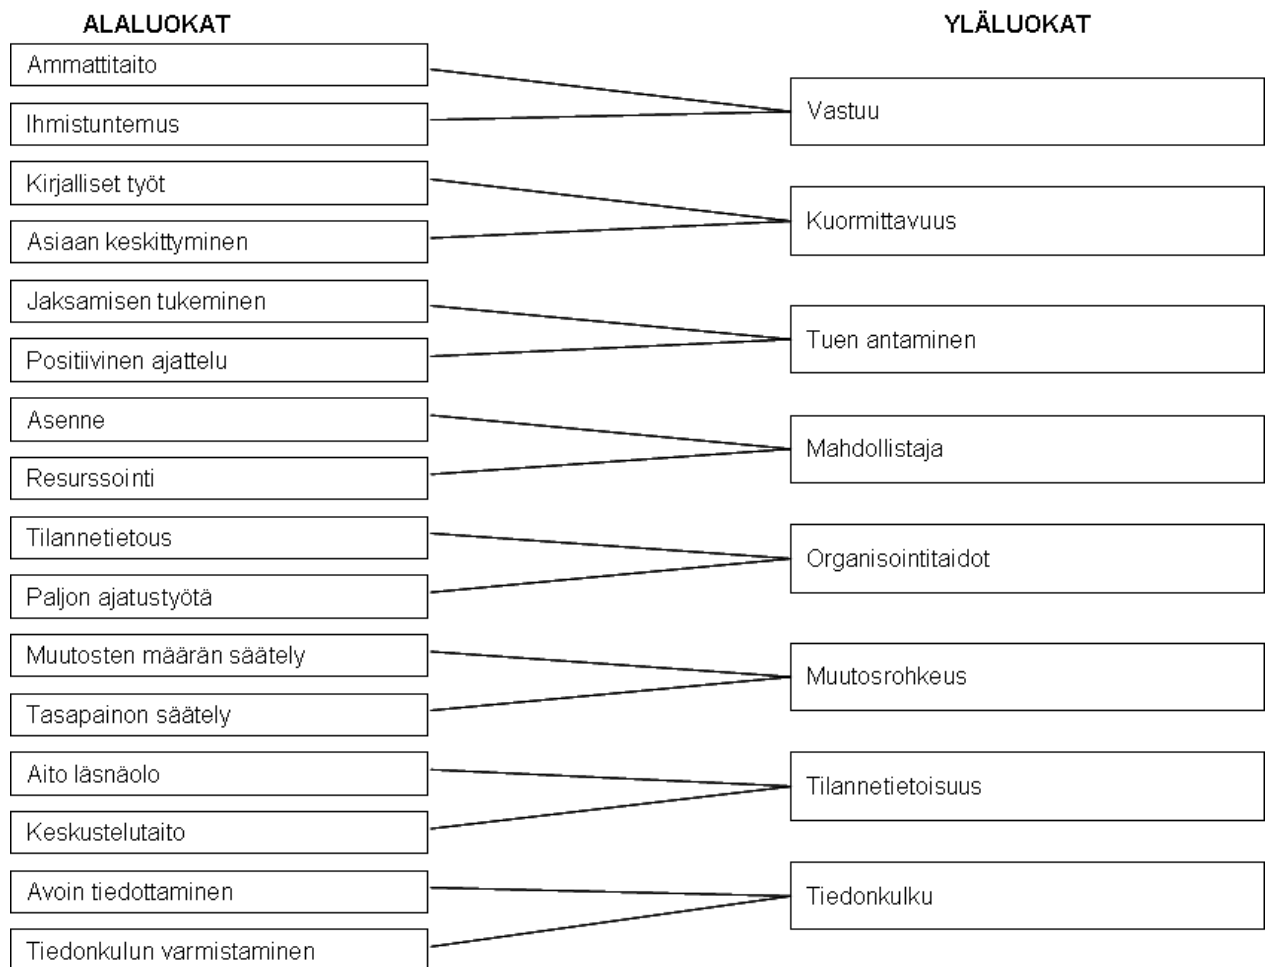 ALALUOKAT
YLÄLUOKAT
Ammattitaito
Ihmistuntemus
Vastuu
Kirjalliset työt
Asiaan keskittyminen
Kuormittavuus
Jaksamisen tukeminen
Positiivinen ajattelu
Tuen antaminen
Asenne
Resurssointi
Mahdollistaja
Tilannetietous
Paljon ajatustyötä
Organisointitaidot
Muutosten määrän säätely
Tasapainon säätely
Muutosrohkeus
Aito läsnäolo
Keskustelutaito
Tilannetietoisuus
Avoin tiedottaminen
Tiedonkulun varmistaminen
Tiedonkulku